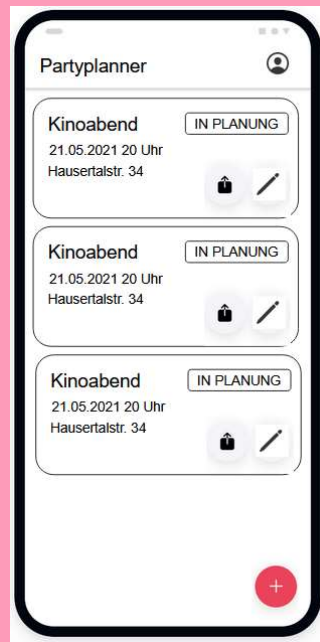 Partyplanner
Kinoabend
IN PLANUNG
21.05.2021 20 Uhr
Hausertalstr. 34
Kinoabend
IN PLANUNG
21.05.2021 20 Uhr
Hausertalstr. 34
Kinoabend
IN PLANUNG
21.05.2021 20 Uhr
Hausertalstr. 34
+